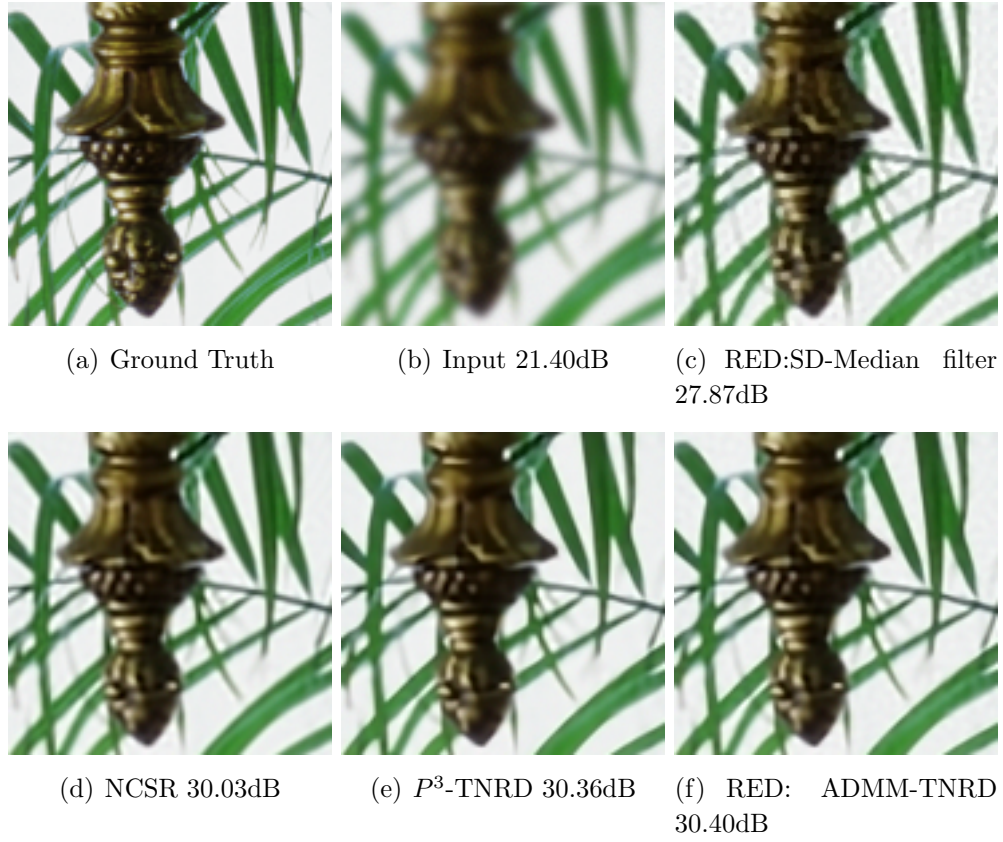 (a) Ground Truth
(b) Input 21.40dB
(c) RED:SD-Median filter
27.87dB
(d) NCSR 30.03dB
(e) P³-TNRD 30.36dB
(f) RED: ADMM-TNRD
30.40dB